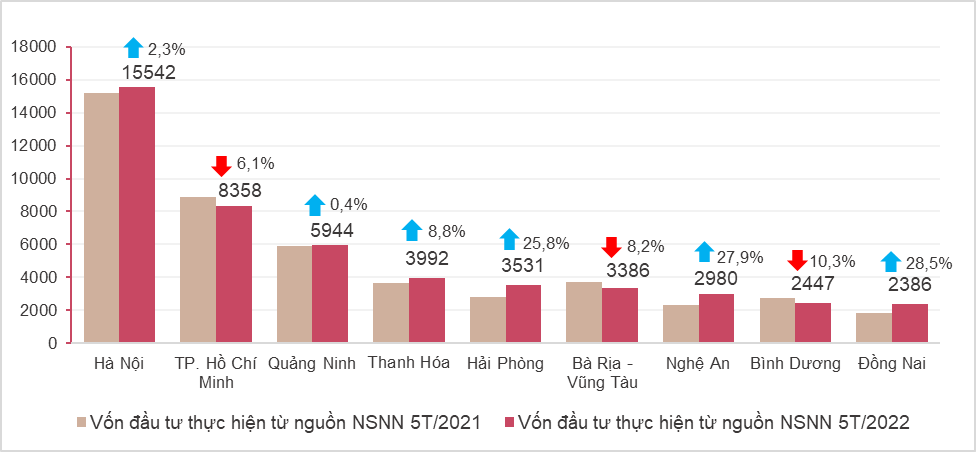 18000
16000
14000
12000
10000
8000
6000
4000
2000
0
2,3%
15542
6,1%
8358
0,4%
5944
8,8%
3992
25,8%
3531
8,2%
3386
27,9%
2980
10,3%
2447
28,5%
2386
Hà Nội
TP. Hồ Chí
Minh
Quảng Ninh
Thanh Hóa
Hải Phòng
Bà Rịa -
Vũng Tàu
Nghệ An
Bình Dương
Đồng Nai
Vốn đầu tư thực hiện từ nguồn NSNN 5T/2021
Vốn đầu tư thực hiện từ nguồn NSNN 5T/2022